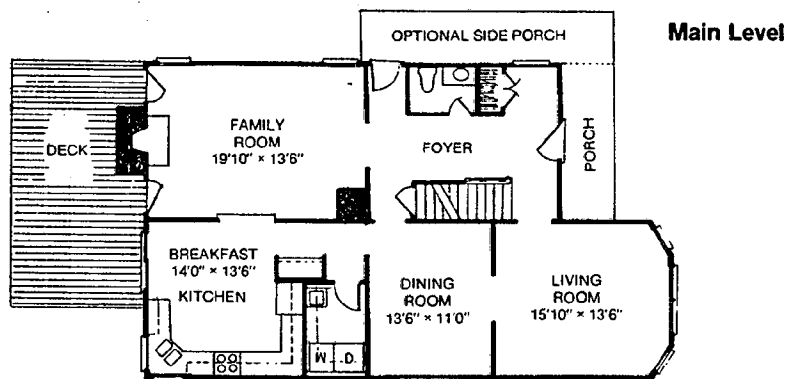 Main Level
OPTIONAL SIDE PORCH
DECK
FAMILY
ROOM
19'10" × 13'6"
FOYER
PORCH
BREAKFAST
14'0" × 13'6"
KITCHEN
DINING
ROOM
13'6" × 11'0"
LIVING
ROOM
15'10" × 13'6"
W.
D.